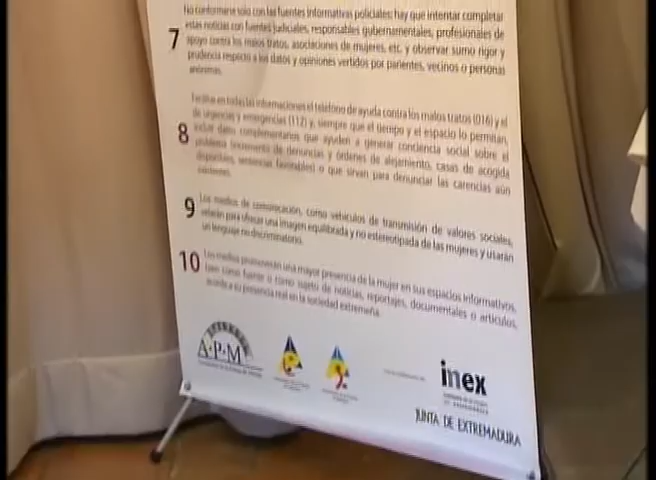 7 No conformarse solo con las fuentes informativas policiales: hay que intentar completar
estas noticias con fuentes judiciales, responsables gubernamentales, profesionales de
apoyo contra los malos tratos, asociaciones de mujeres, etc, y observar sumo rigor y
prudencia respecto a los datos y opiniones vertidos por parientes, vecinos o personas
anónimas.
8 Facilitar en todas las informaciones el teléfono de ayuda contra los malos tratos (016) y el
de urgencias y emergencias (112) y, siempre que el tiempo y el espacio lo permitan,
incluir datos complementarios que ayuden a generar conciencia social sobre el
problema (incremento de denuncias y órdenes de alejamiento, casas de acogida
disponibles, sentencias favorables) o que sirvan para denunciar las carencias aún
existentes.
9 Los medios de comunicación, como vehículos de transmisión de valores sociales,
velarán para ofrecer una imagen equilibrada y no estereotipada de las mujeres y usarán
un lenguaje no discriminatorio.
10 Los medios promoverán una mayor presencia de la mujer en sus espacios informativos,
bien como fuente o como sujeto de noticias, reportajes, documentales o artículos,
acorde a su presencia real en la sociedad extremeña.
A·P·M
inex
JUNTA DE EXTREMADURA